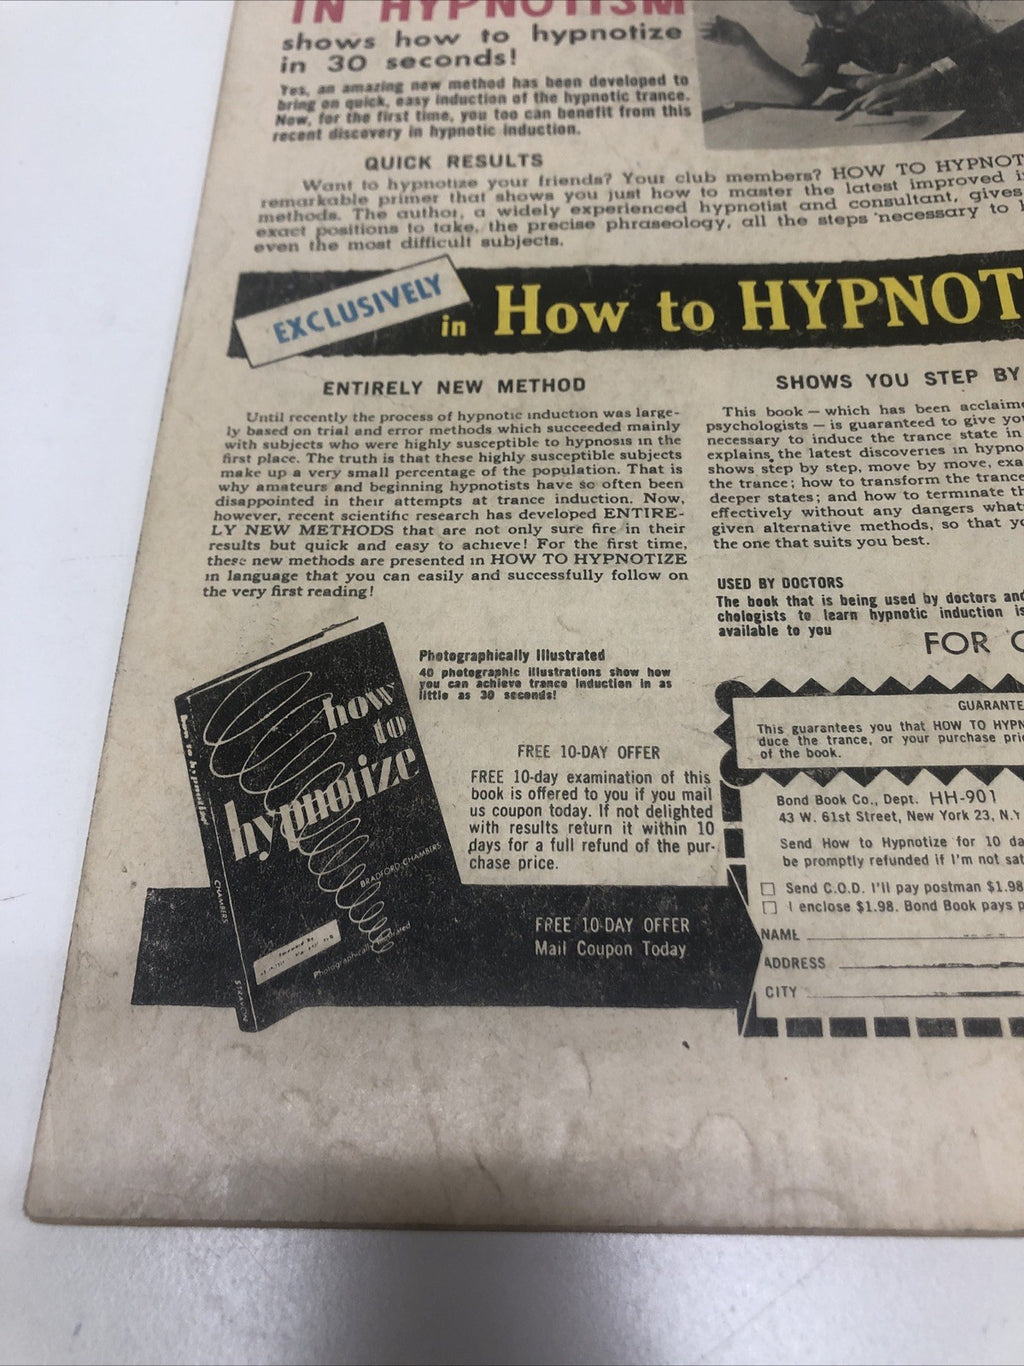 IN HYPNOTISM
shows how to hypnotize
in 30 seconds!
Yes, an amazing new method has been developed to
bring on quick, easy induction of the hypnotic trance.
Now, for the first time, you too can benefit from this
recent discovery in hypnotic induction.
QUICK RESULTS
Want to hypnotize your friends? Your club members? HOW TO HYPNOT
remarkable primer that shows you just how to master the latest improved i
methods. The author, a widely experienced hypnotist and consultant, gives
exact positions to take, the precise phraseology, all the steps necessary to
even the most difficult subjects.
EXCLUSIVELY
in How to HYPNOT
ENTIRELY NEW METHOD
Until recently the process of hypnotic induction was large-
ly based on trial and error methods which succeeded mainly
with subjects who were highly susceptible to hypnosis in the
first place. The truth is that these highly susceptible subjects
make up a very small percentage of the population. That is
why amateurs and beginning hypnotists have so often been
disappointed in their attempts at trance induction. Now,
however, recent scientific research has developed ENTIRE-
LY NEW METHODS that are not only sure fire in their
results but quick and easy to achieve! For the first time,
these new methods are presented in HOW TO HYPNOTIZE
in language that you can easily and successfully follow on
the very first reading!
SHOWS YOU STEP BY
This book — which has been acclaime
psychologists — is guaranteed to give you
necessary to induce the trance state in
explains the latest discoveries in hypno
shows step by step, move by move, exa
the trance; how to transform the trance
deeper states; and how to terminate th
effectively without any dangers what
given alternative methods, so that yo
the one that suits you best.
USED BY DOCTORS
The book that is being used by doctors and
chologists to learn hypnotic induction is
available to you
FOR
how to hypnotize
CHAMBERS
STRAVON
how
to
hypnotize
BRADFORD CHAMBERS
Photographically Illustrated
Photographically Illustrated
40 photographic illustrations show how
you can achieve trance induction in as
little as 30 seconds!
FREE 10-DAY OFFER
FREE 10-day examination of this
book is offered to you if you mail
us coupon today. If not delighted
with results return it within 10
days for a full refund of the pur-
chase price.
FREE 10-DAY OFFER
Mail Coupon Today
GUARANTE
This guarantees you that HOW TO HYPN
duce the trance, or your purchase pri
of the book.
Bond Book Co., Dept. HH-901
43 W. 61st Street, New York 23, N.Y
Send How to Hypnotize for 10 da
be promptly refunded if I'm not sat
Send C.O.D. I'll pay postman $1.98
I enclose $1.98. Bond Book pays p
NAME
ADDRESS
CITY